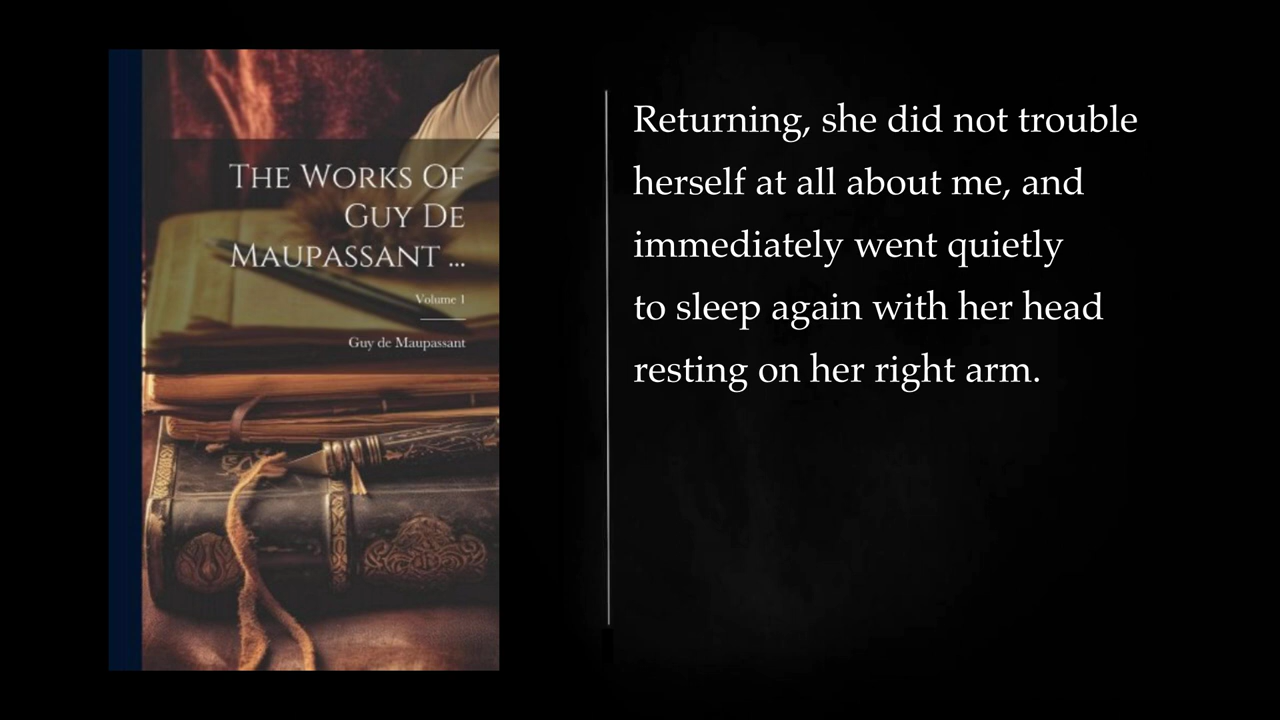 The Works Of
Guy De
Maupassant ...
Volume 1
Guy de Maupassant
Returning, she did not trouble
herself at all about me, and
immediately went quietly
to sleep again with her head
resting on her right arm.